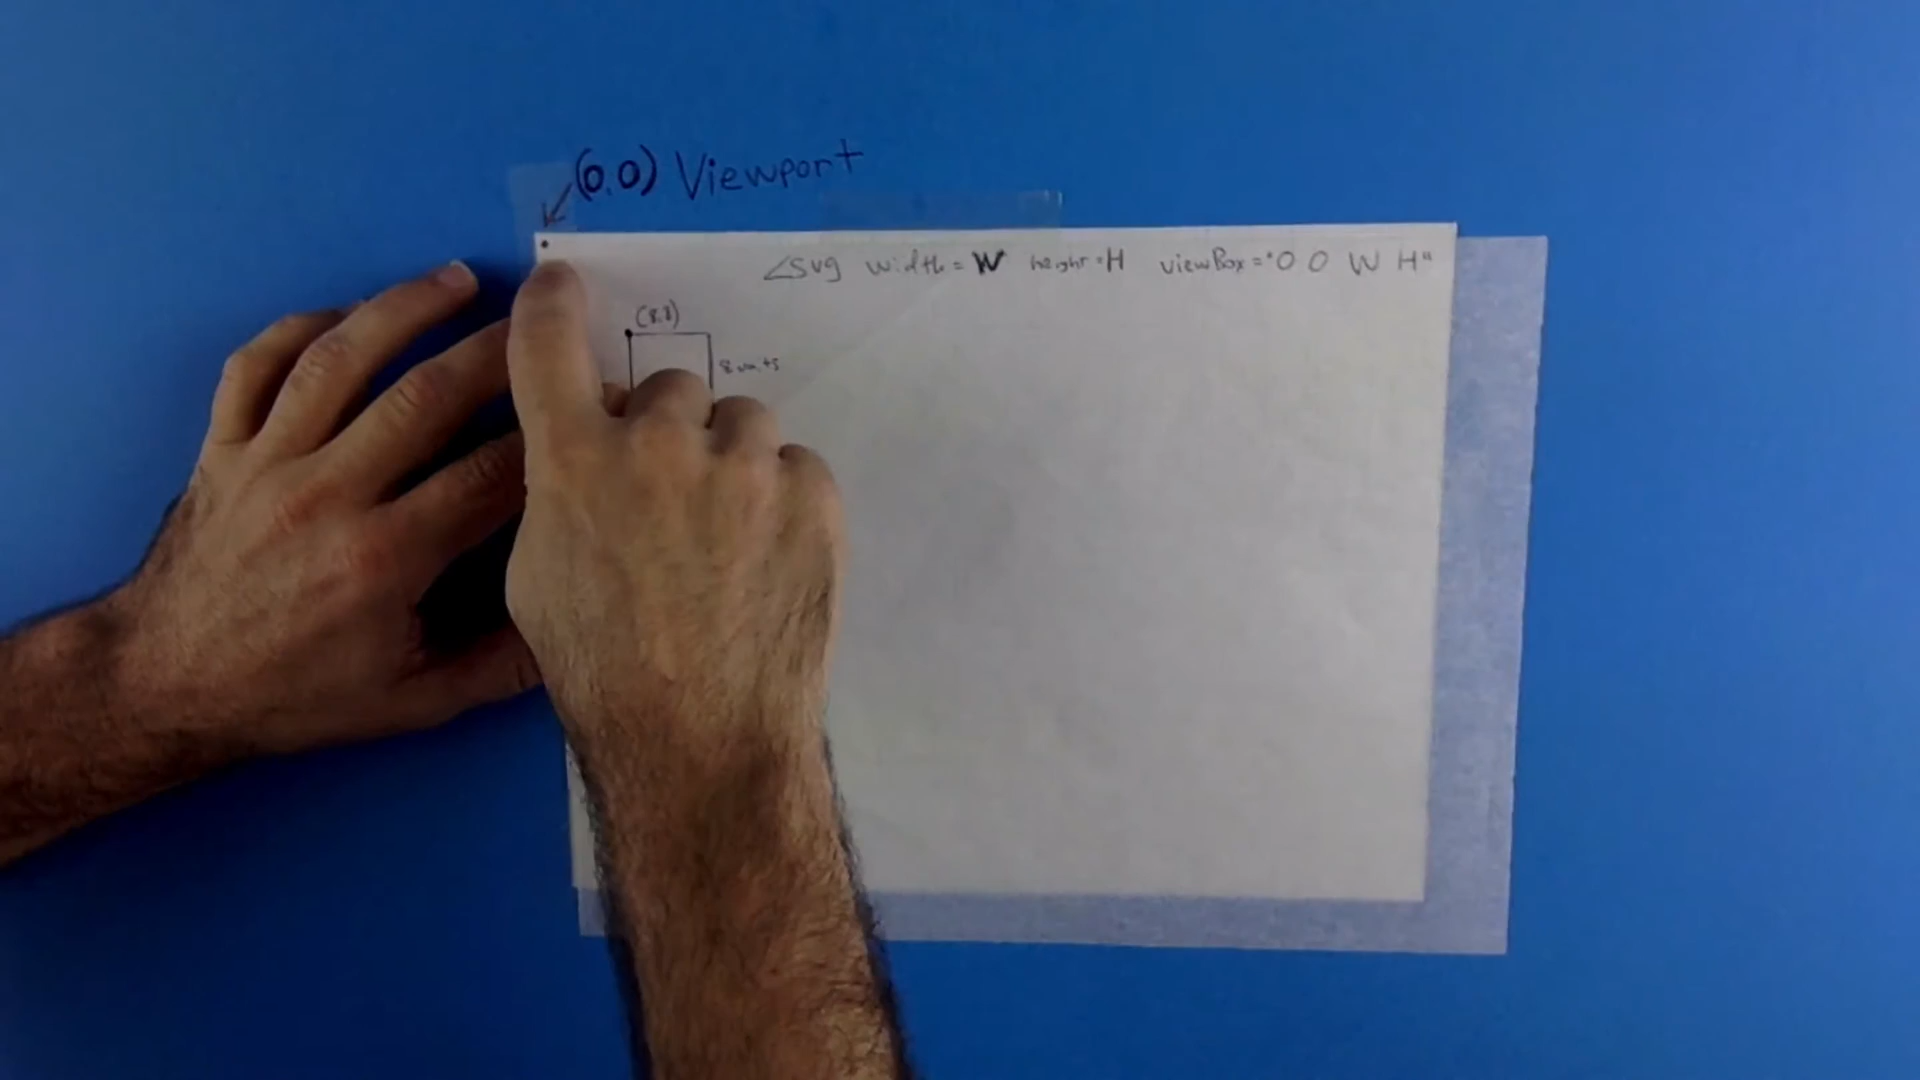 (0,0) Viewport
<svg width=W height=H viewBox="0 0 W H"
(8,8)
8 units